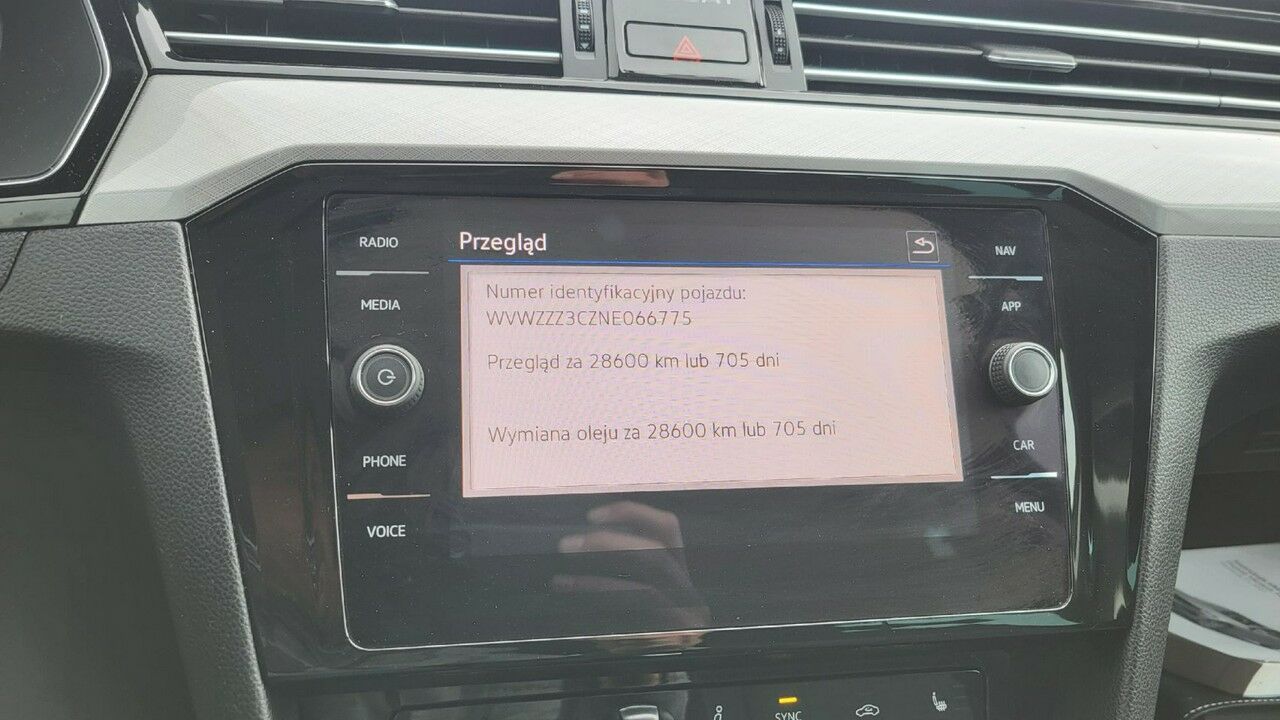 RADIO
MEDIA
PHONE
VOICE
Przegląd
Numer identyfikacyjny pojazdu:
WVWZZZ3CZNE066775
Przegląd za 28600 km lub 705 dni
Wymiana oleju za 28600 km lub 705 dni
NAV
APP
CAR
MENU
SYNC